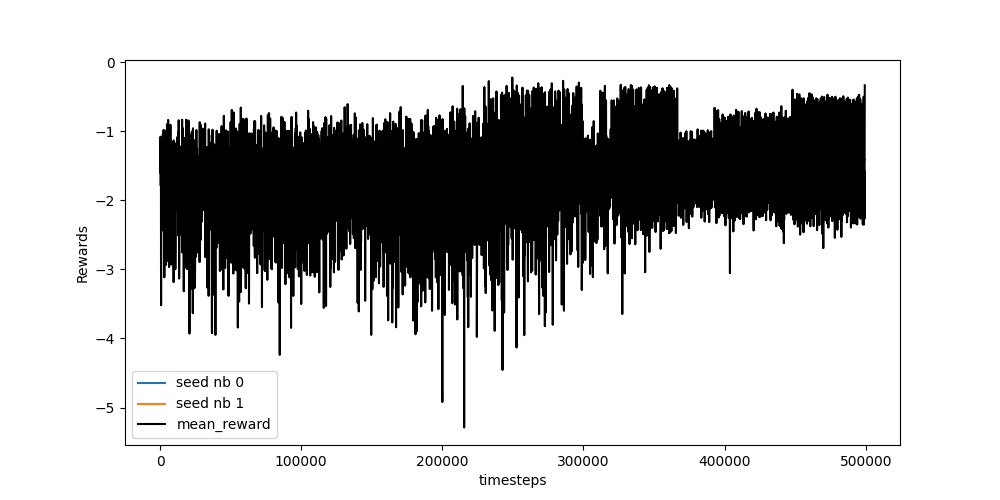 0
−1
−2
−3
−4
−5
Rewards
seed nb 0
seed nb 1
mean_reward
0
100000
200000
300000
400000
500000
timesteps